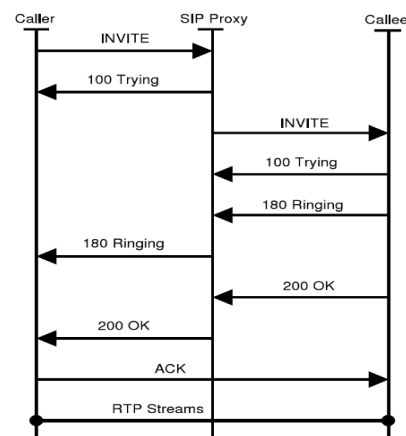 Caller SIP Proxy Callee
INVITE
100 Trying
INVITE
100 Trying
180 Ringing
180 Ringing
200 OK
200 OK
ACK
RTP Streams